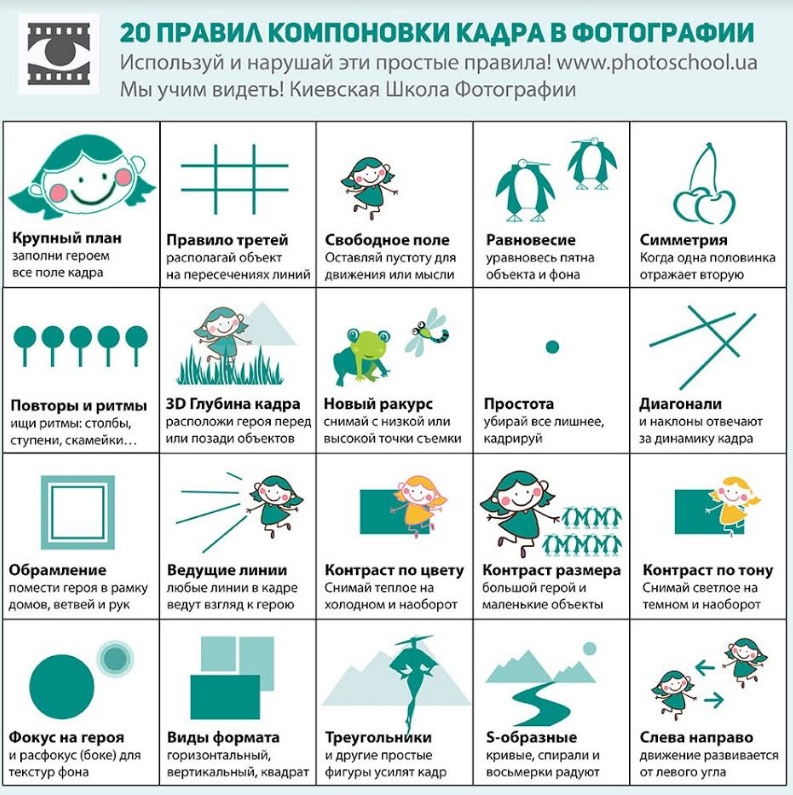 20 ПРАВИЛ КОМПОНОВКИ КАДРА В ФОТОГРАФИИ
Используй и нарушай эти простые правила! www.photoschool.ua
Мы учим видеть! Киевская Школа Фотографии
Крупный план
заполни героем
все поле кадра
Правило третей
располагай объект
на пересечениях линий
Свободное поле
Оставляй пустоту для
движения или мысли
Равновесие
уравновесь пятна
объекта и фона
Симметрия
Когда одна половинка
отражает вторую
Повторы и ритмы
ищи ритмы: столбы,
ступени, скамейки...
3D Глубина кадра
расположи героя перед
или позади объектов
Новый ракурс
снимай с низкой или
высокой точки съемки
Простота
убирай все лишнее,
кадрируй
Диагонали
и наклоны отвечают
за динамику кадра
Обрамление
помести героя в рамку
домов, ветвей и рук
Ведущие линии
любые линии в кадре
ведут взгляд к герою
Контраст по цвету
Снимай теплое на
холодном и наоборот
Контраст размера
большой герой и
маленькие объекты
Контраст по тону
Снимай светлое на
темном и наоборот
Фокус на героя
и расфокус (боке) для
текстур фона
Виды формата
горизонтальный,
вертикальный, квадрат
Треугольники
и другие простые
фигуры усилят кадр
S-образные
кривые, спирали и
восьмерки радуют
Слева направо
движение развивается
от левого угла